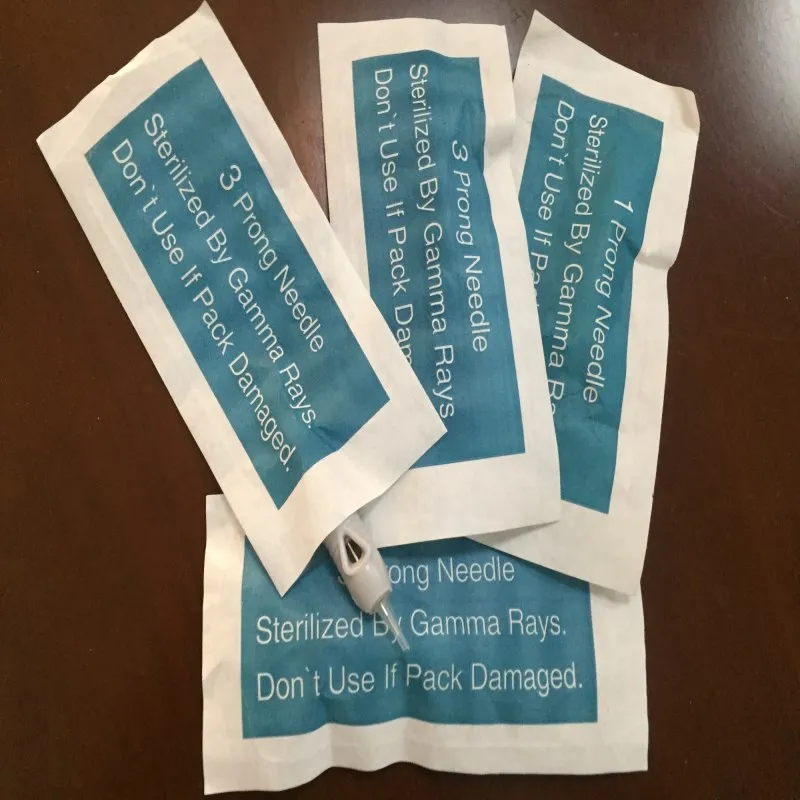 3 Prong Needle
Sterilized By Gamma Rays.
Don`t Use If Pack Damaged.
3 Prong Needle
Sterilized By Gamma Rays
Don`t Use If Pack
1 Prong Needle
Sterilized By Gamma
Don`t Use If
Needle
Sterilized By Gamma Rays.
Don`t Use If Pack Damaged.